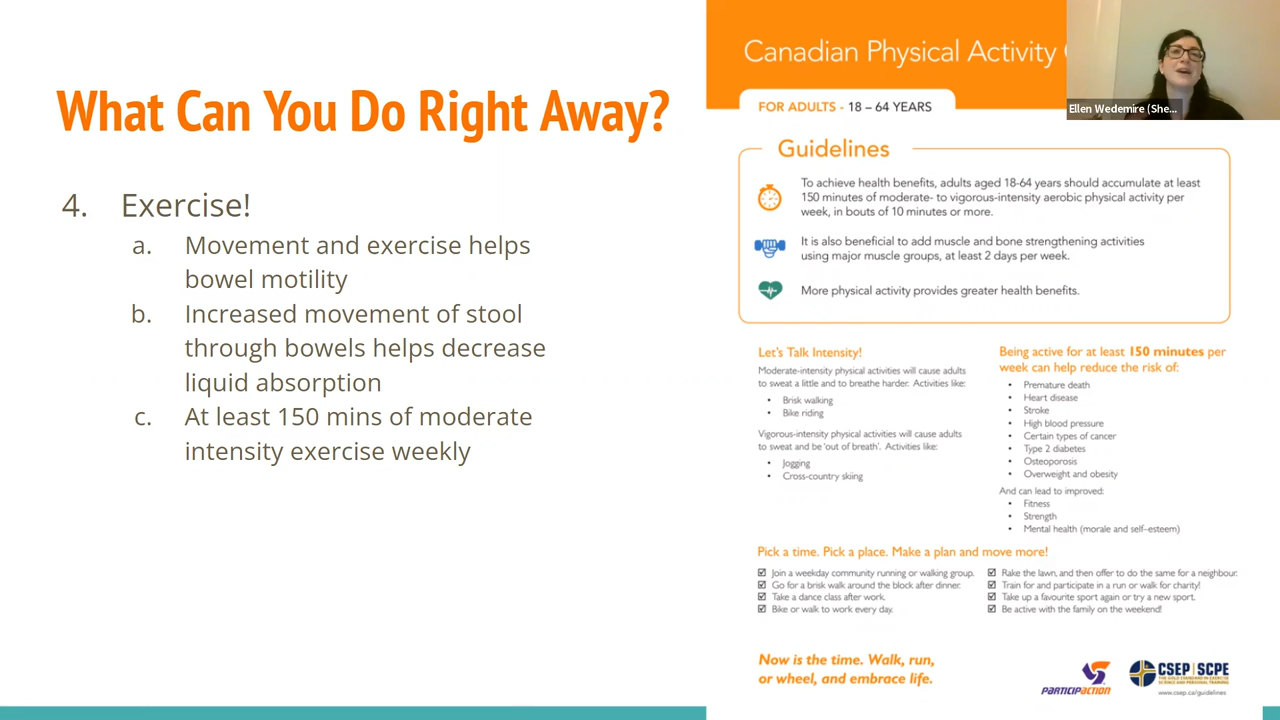 What Can You Do Right Away?
4. Exercise!
a. Movement and exercise helps
bowel motility
b. Increased movement of stool
through bowels helps decrease
liquid absorption
c. At least 150 mins of moderate
intensity exercise weekly
Canadian Physical Activity
Ellen Wedemire (She...
FOR ADULTS - 18 – 64 YEARS
Guidelines
To achieve health benefits, adults aged 18-64 years should accumulate at least
150 minutes of moderate- to vigorous-intensity aerobic physical activity per
week, in bouts of 10 minutes or more.
It is also beneficial to add muscle and bone strengthening activities
using major muscle groups, at least 2 days per week.
More physical activity provides greater health benefits.
Let's Talk Intensity!
Moderate-intensity physical activities will cause adults
to sweat a little and to breathe harder. Activities like:
• Brisk walking
• Bike riding
Vigorous-intensity physical activities will cause adults
to sweat and be 'out of breath'. Activities like:
• Jogging
• Cross-country skiing
Being active for at least 150 minutes per
week can help reduce the risk of:
• Premature death
• Heart disease
• Stroke
• High blood pressure
• Certain types of cancer
• Type 2 diabetes
• Osteoporosis
• Overweight and obesity
And can lead to improved:
• Fitness
• Strength
• Mental health (morale and self-esteem)
Pick a time. Pick a place. Make a plan and move more!
Join a weekday community running or walking group.
Go for a brisk walk around the block after dinner.
Take a dance class after work.
Bike or walk to work every day.
Rake the lawn, and then offer to do the same for a neighbour.
Train for and participate in a run or walk for charity!
Take up a favourite sport again or try a new sport.
Be active with the family on the weekend!
Now is the time. Walk, run,
or wheel, and embrace life.
PARTICIPACTION
CSEP | SCPE
THE GOLD STANDARD IN EXERCISE
SCIENCE AND PERSONAL TRAINING
www.csep.ca/guidelines